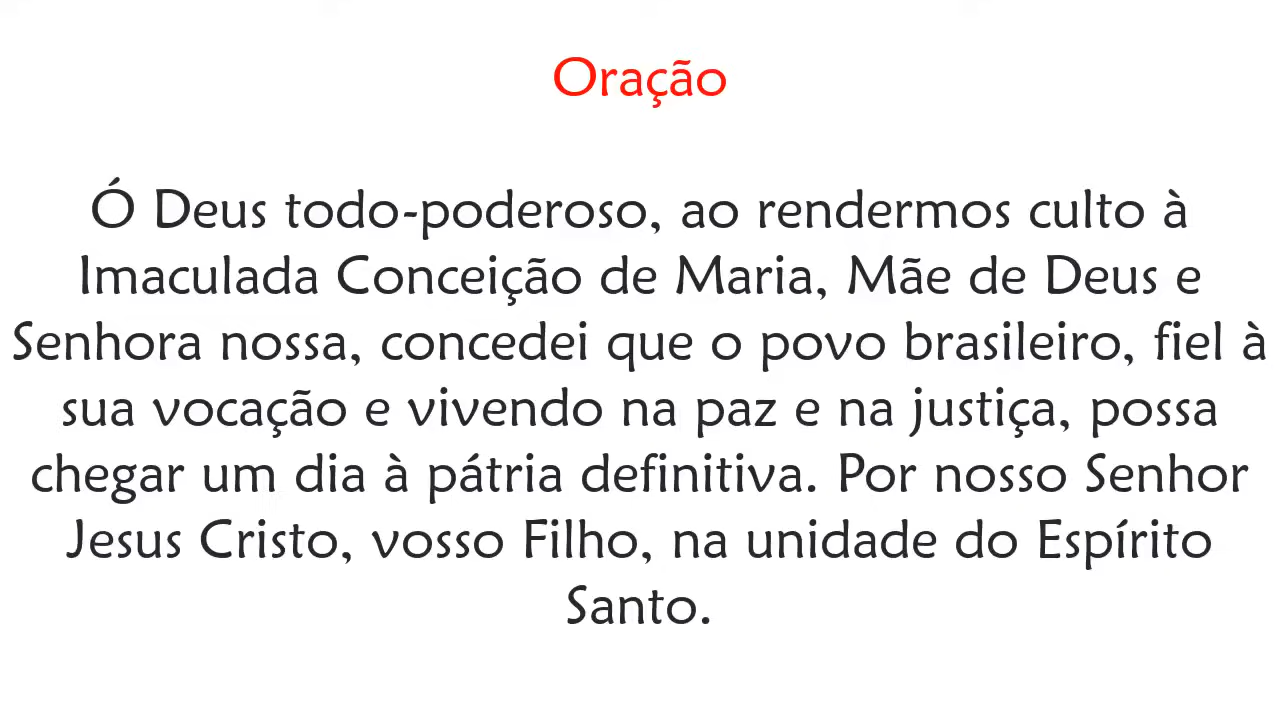 Oração
Ó Deus todo-poderoso, ao rendermos culto à
Imaculada Conceição de Maria, Mãe de Deus e
Senhora nossa, concedei que o povo brasileiro, fiel à
sua vocação e vivendo na paz e na justiça, possa
chegar um dia à pátria definitiva. Por nosso Senhor
Jesus Cristo, vosso Filho, na unidade do Espírito
Santo.